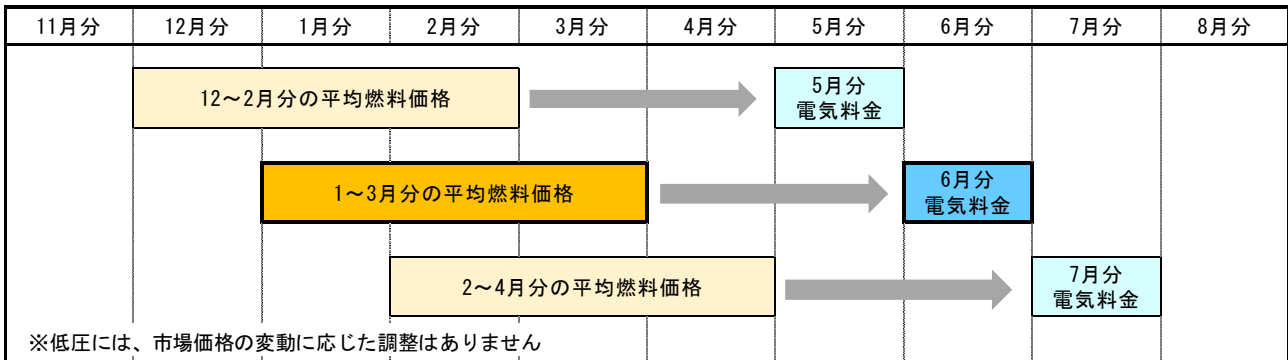 11月分 12月分 1月分 2月分 3月分 4月分 5月分 6月分 7月分 8月分
12～2月分の平均燃料価格
5月分
電気料金
1～3月分の平均燃料価格
6月分
電気料金
2～4月分の平均燃料価格
7月分
電気料金
※低圧には、市場価格の変動に応じた調整はありません